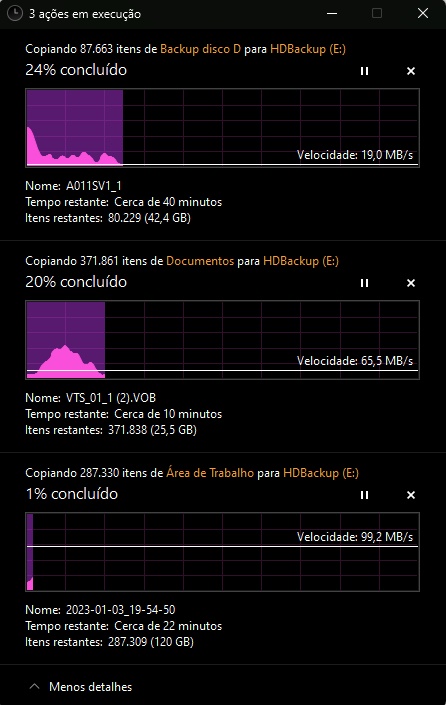 3 ações em execução
Copiando 87.663 itens de Backup disco D para HDBackup (E:)
24% concluído
Velocidade: 19,0 MB/s
Nome: A011SV1_1
Tempo restante: Cerca de 40 minutos
Itens restantes: 80.229 (42,4 GB)
Copiando 371.861 itens de Documentos para HDBackup (E:)
20% concluído
Velocidade: 65,5 MB/s
Nome: VTS_01_1 (2).VOB
Tempo restante: Cerca de 10 minutos
Itens restantes: 371.838 (25,5 GB)
Copiando 287.330 itens de Área de Trabalho para HDBackup (E:)
1% concluído
Velocidade: 99,2 MB/s
Nome: 2023-01-03_19-54-50
Tempo restante: Cerca de 22 minutos
Itens restantes: 287.309 (120 GB)
Menos detalhes